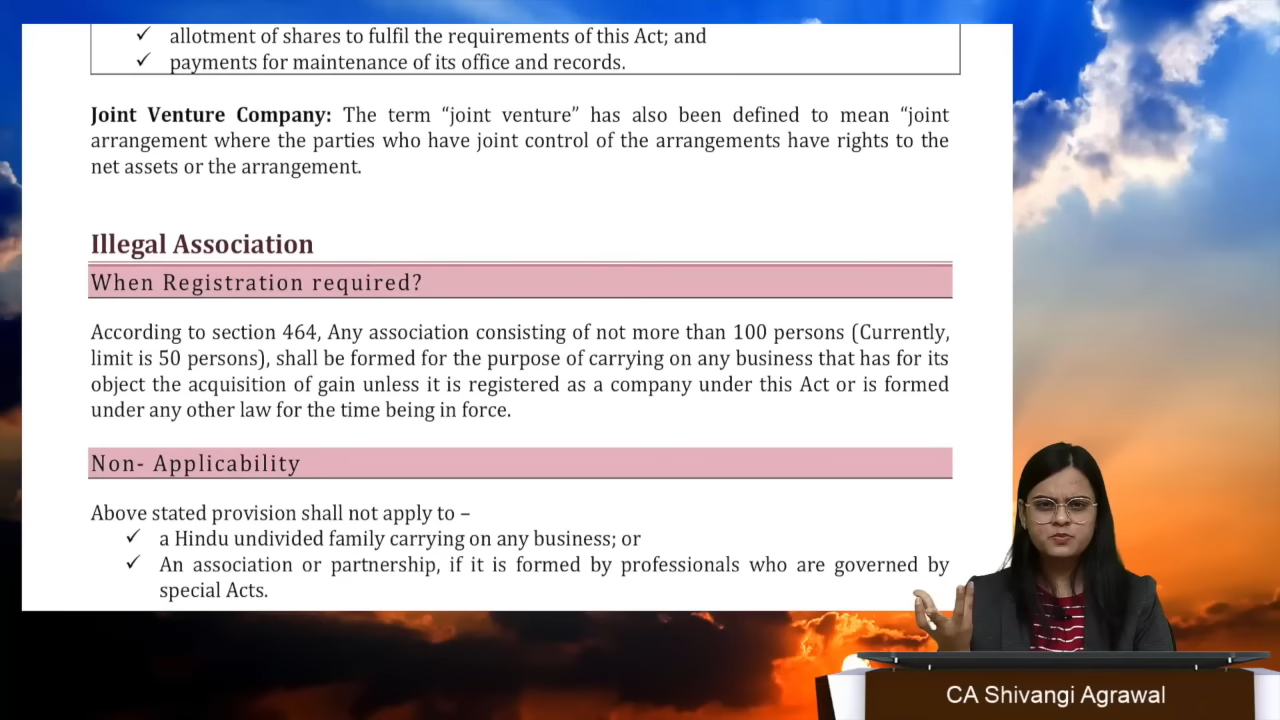 allotment of shares to fulfil the requirements of this Act; and
payments for maintenance of its office and records.
Joint Venture Company: The term “joint venture” has also been defined to mean “joint
arrangement where the parties who have joint control of the arrangements have rights to the
net assets or the arrangement.
Illegal Association
When Registration required?
According to section 464, Any association consisting of not more than 100 persons (Currently,
limit is 50 persons), shall be formed for the purpose of carrying on any business that has for its
object the acquisition of gain unless it is registered as a company under this Act or is formed
under any other law for the time being in force.
Non- Applicability
Above stated provision shall not apply to –
a Hindu undivided family carrying on any business; or
An association or partnership, if it is formed by professionals who are governed by
special Acts.
CA Shivangi Agrawal